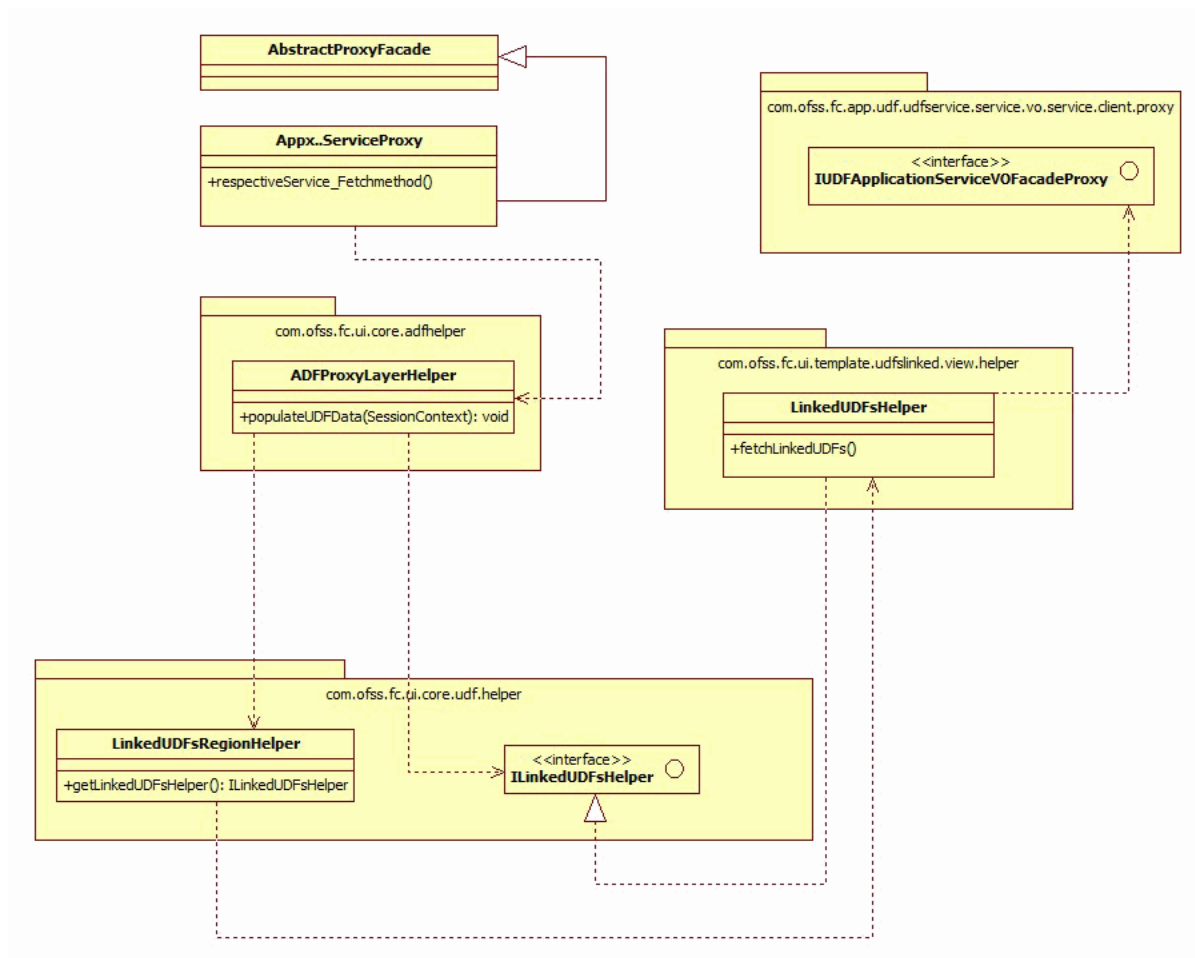 AbstractProxyFacade
Appx..ServiceProxy
+respectiveService_Fetchmethod()
com.ofss.fc.app.udf.udfservice.service.vo.service.client.proxy
<<interface>>
IUDFApplicationServiceVOFacadeProxy
com.ofss.fc.ui.core.adfhelper
ADFProxyLayerHelper
+populateUDFData(SessionContext): void
com.ofss.fc.ui.template.udfslinked.view.helper
LinkedUDFsHelper
+fetchLinkedUDFs()
com.ofss.fc.ui.core.udf.helper
LinkedUDFsRegionHelper
+getLinkedUDFsHelper(): ILinkedUDFsHelper
<<interface>>
ILinkedUDFsHelper